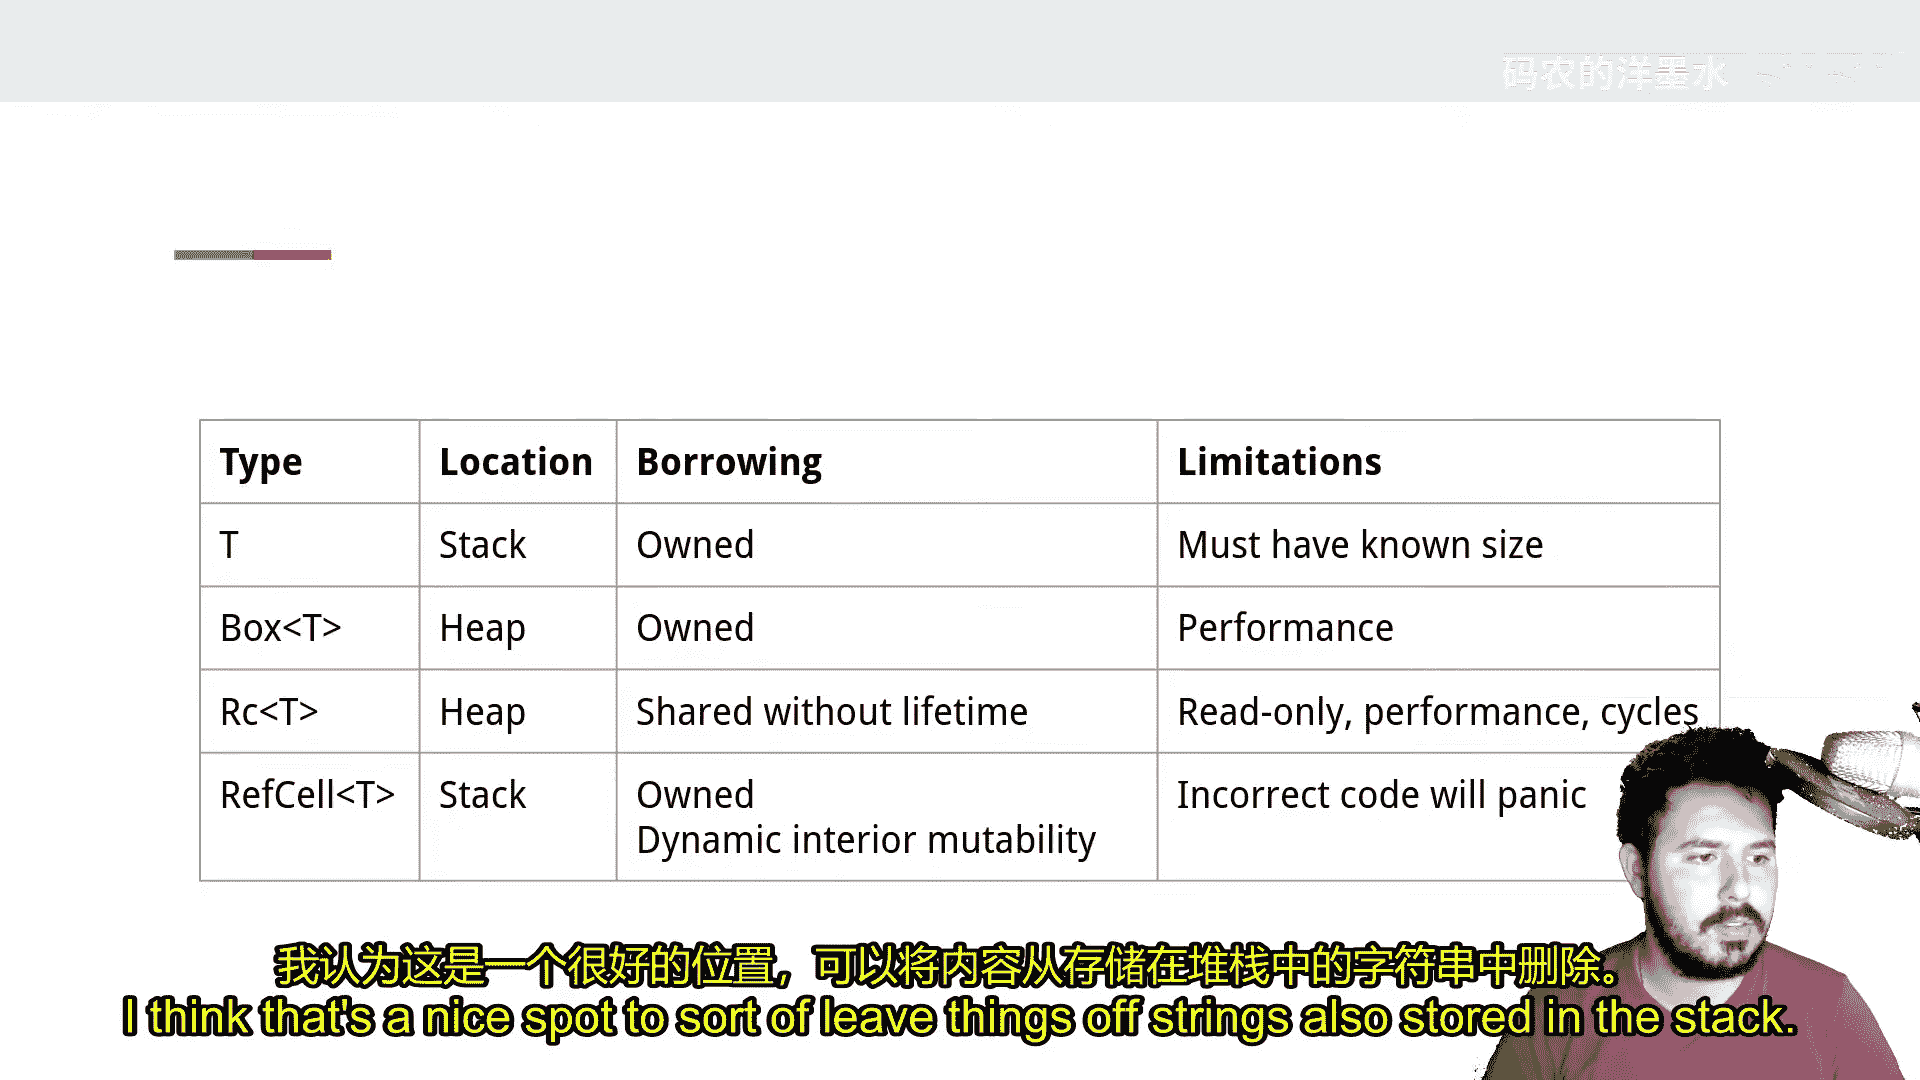 码农的洋墨水
Type Location Borrowing Limitations
T Stack Owned Must have known size
Box<T> Heap Owned Performance
Rc<T> Heap Shared without lifetime Read-only, performance, cycles
RefCell<T> Stack Owned Incorrect code will panic
Dynamic interior mutability
我认为这是一个很好的位置，可以将内容从存储在堆栈中的字符串中删除。
I think that's a nice spot to sort of leave things off strings also stored in the stack.